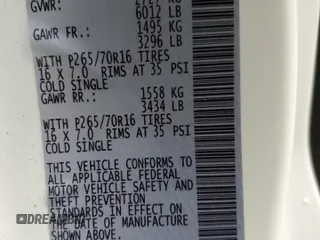 GVWR: 2727 KG
6012 LB
GAWR FR.: 1495 KG
3296 LB
WITH P265/70R16 TIRES
16 X 7.0 RIMS AT 35 PSI
COLD SINGLE
GAWR RR.: 1558 KG
3434 LB
WITH P265/70R16 TIRES
16 X 7.0 RIMS AT 35 PSI
COLD SINGLE
THIS VEHICLE CONFORMS TO
ALL APPLICABLE FEDERAL
MOTOR VEHICLE SAFETY AND
THEFT PREVENTION
STANDARDS IN EFFECT ON
THE DATE OF MANUFACTURE
SHOWN ABOVE.